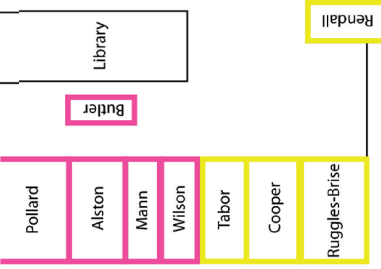 Rendall
Library
Butler
Pollard
Alston
Mann
Wilson
Tabor
Cooper
Ruggles-Brise